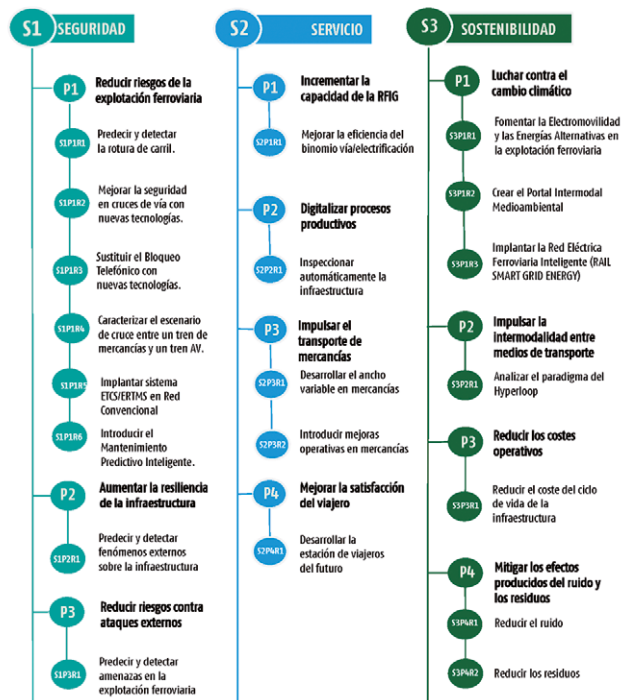 S1 SEGURIDAD
P1
Reducir riesgos de la
explotación ferroviaria
S1P1R1
Predecir y detectar
la rotura de carril.
S1P1R2
Mejorar la seguridad
en cruces de vía con
nuevas tecnologías.
S1P1R3
Sustituir el Bloqueo
Telefónico con
nuevas tecnologías.
S1P1R4
Caracterizar el escenario
de cruce entre un tren de
mercancías y un tren AV.
S1P1R5
Implantar sistema
ETCS/ERTMS en Red
Convencional
S1P1R6
Introducir el
Mantenimiento
Predictivo Inteligente.
P2
Aumentar la resiliencia
de la infraestructura
S1P2R1
Predecir y detectar
fenómenos externos
sobre la infraestructura
P3
Reducir riesgos contra
ataques externos
S1P3R1
Predecir y detectar
amenazas en la
explotación ferroviaria
S2 SERVICIO
P1
Incrementar la
capacidad de la RFIG
S2P1R1
Mejorar la eficiencia del
binomio vía/electrificación
P2
Digitalizar procesos
productivos
S2P2R1
Inspeccionar
automáticamente la
infraestructura
P3
Impulsar el
transporte de
mercancías
S2P3R1
Desarrollar el ancho
variable en mercancías
S2P3R2
Introducir mejoras
operativas en mercancías
P4
Mejorar la satisfacción
del viajero
S2P4R1
Desarrollar la
estación de viajeros
del futuro
S3 SOSTENIBILIDAD
P1
Luchar contra el
cambio climático
S3P1R1
Fomentar la Electromovilidad
y las Energías Alternativas en
la explotación ferroviaria
S3P1R2
Crear el Portal Intermodal
Medioambiental
S3P1R3
Implantar la Red Eléctrica
Ferroviaria Inteligente (RAIL
SMART GRID ENERGY)
P2
Impulsar la
intermodalidad entre
medios de transporte
S3P2R1
Analizar el paradigma del
Hyperloop
P3
Reducir los costes
operativos
S3P3R1
Reducir el coste del ciclo
de vida de la
infraestructura
P4
Mitigar los efectos
producidos del ruido y
los residuos
S3P4R1
Reducir el ruido
S3P4R2
Reducir los residuos